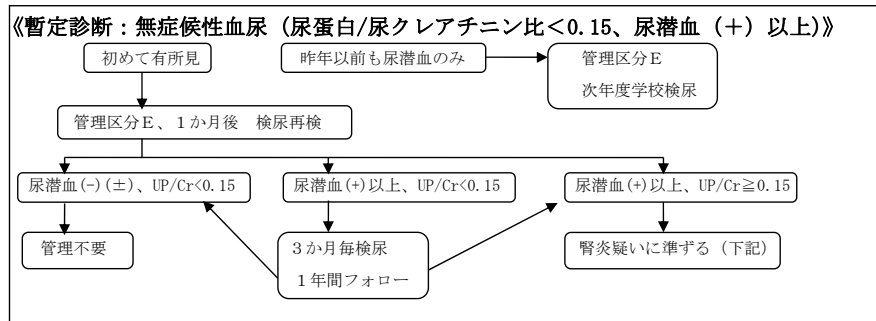 《暫定診断：無症候性血尿（尿蛋白/尿クレアチニン比＜0.15、尿潜血（＋）以上）》
初めて有所見
昨年以前も尿潜血のみ
管理区分Ｅ
次年度学校検尿
管理区分Ｅ、１か月後　検尿再検
尿潜血(-)(±)、UP/Cr<0.15
尿潜血(+)以上、UP/Cr<0.15
尿潜血(+)以上、UP/Cr≧0.15
管理不要
３か月毎検尿
１年間フォロー
腎炎疑いに準ずる（下記）